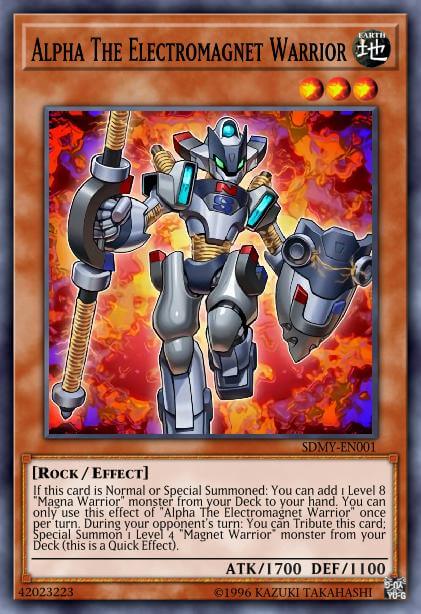 ALPHA THE ELECTROMAGNET WARRIOR
EARTH
地
S
SDMY-EN001
[ROCK / EFFECT]
If this card is Normal or Special Summoned: You can add 1 Level 8
"Magna Warrior" monster from your Deck to your hand. You can
only use this effect of "Alpha The Electromagnet Warrior" once
per turn. During your opponent's turn: You can Tribute this card;
Special Summon 1 Level 4 "Magnet Warrior" monster from your
Deck (this is a Quick Effect).
ATK/1700 DEF/1100
42023223
©1996 KAZUKI TAKAHASHI